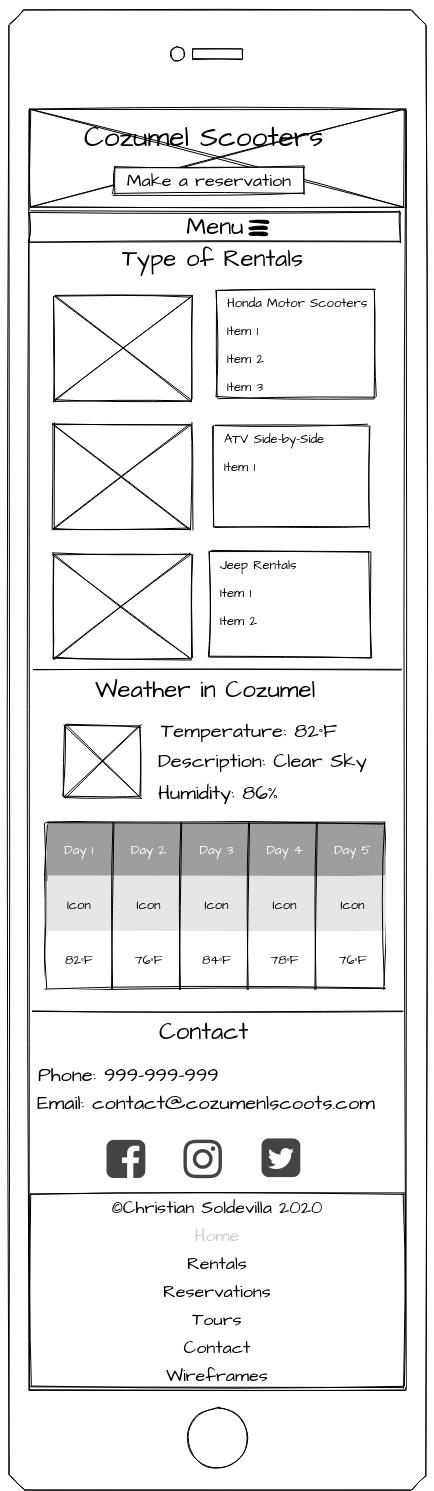 Cozumel Scooters
Make a reservation
Menu
Type of Rentals
Honda Motor Scooters
Item 1
Item 2
Item 3
ATV Side-by-Side
Item 1
Jeep Rentals
Item 1
Item 2
Weather in Cozumel
Temperature: 82°F
Description: Clear Sky
Humidity: 86%
Day 1 Day 2 Day 3 Day 4 Day 5
Icon Icon Icon Icon Icon
82°F 76°F 84°F 78°F 76°F
Contact
Phone: 999-999-999
Email: contact@cozumenlscoots.com
©Christian Soldevilla 2020
Home
Rentals
Reservations
Tours
Contact
Wireframes